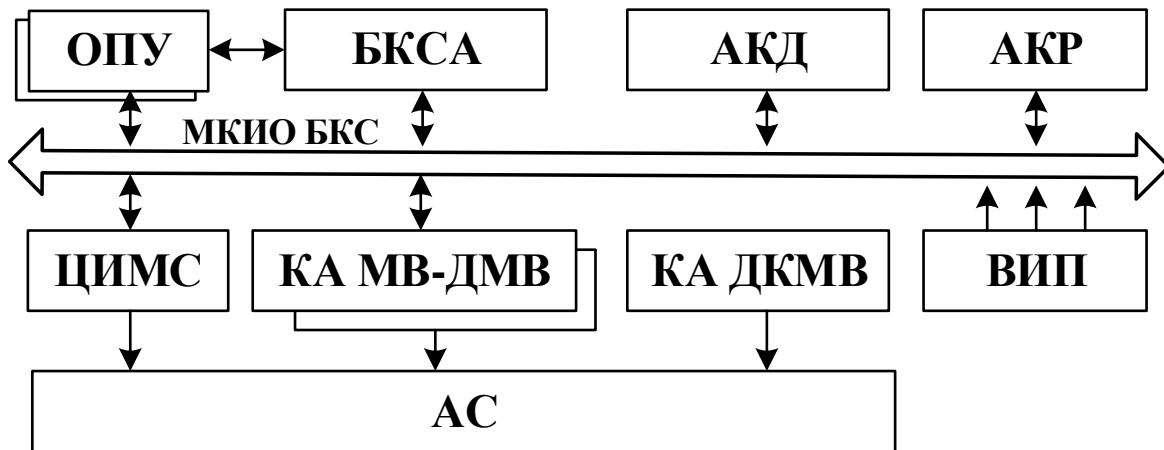 ОПУ
БКСА
АКД
АКР
МКИО БКС
ЦИМС
КА МВ-ДМВ
КА ДКМВ
ВИП
АС